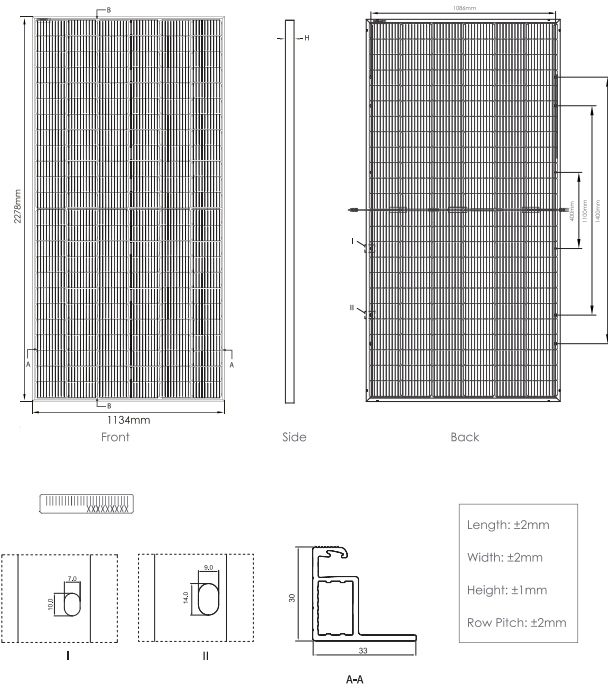 B
2278mm
A
A
B
1134mm
Front
H
Side
1086mm
400mm
1100mm
1400mm
I
II
Back
7.0
10.0
I
9.0
14.0
II
30
33
A-A
Length: ±2mm
Width: ±2mm
Height: ±1mm
Row Pitch: ±2mm